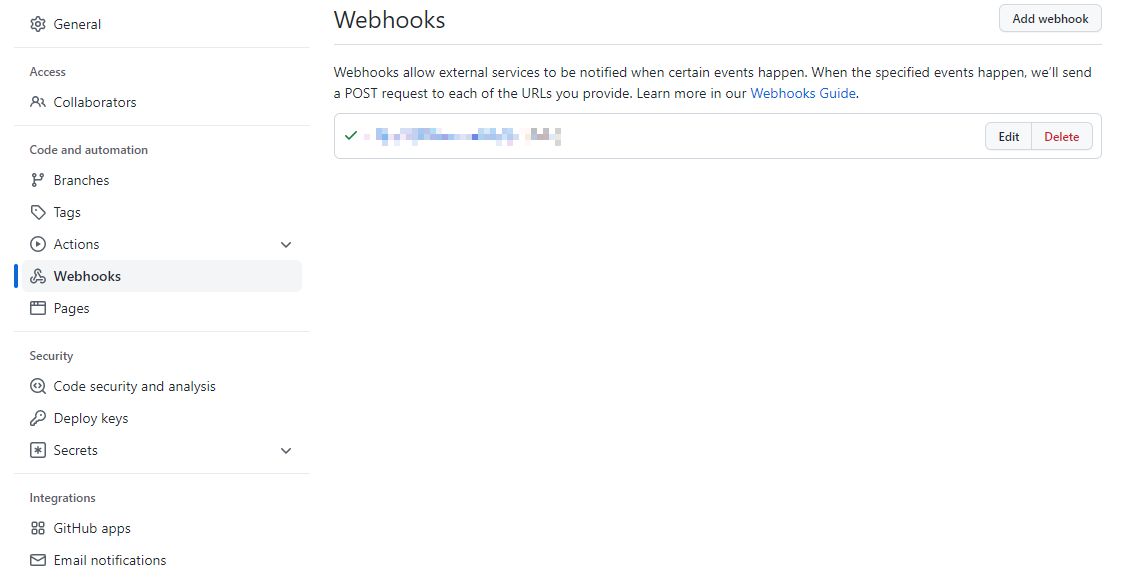 General
Access
Collaborators
Code and automation
Branches
Tags
Actions
Webhooks
Pages
Security
Code security and analysis
Deploy keys
Secrets
Integrations
GitHub apps
Email notifications
Webhooks
Add webhook
Webhooks allow external services to be notified when certain events happen. When the specified events happen, we’ll send
a POST request to each of the URLs you provide. Learn more in our Webhooks Guide.
Edit
Delete